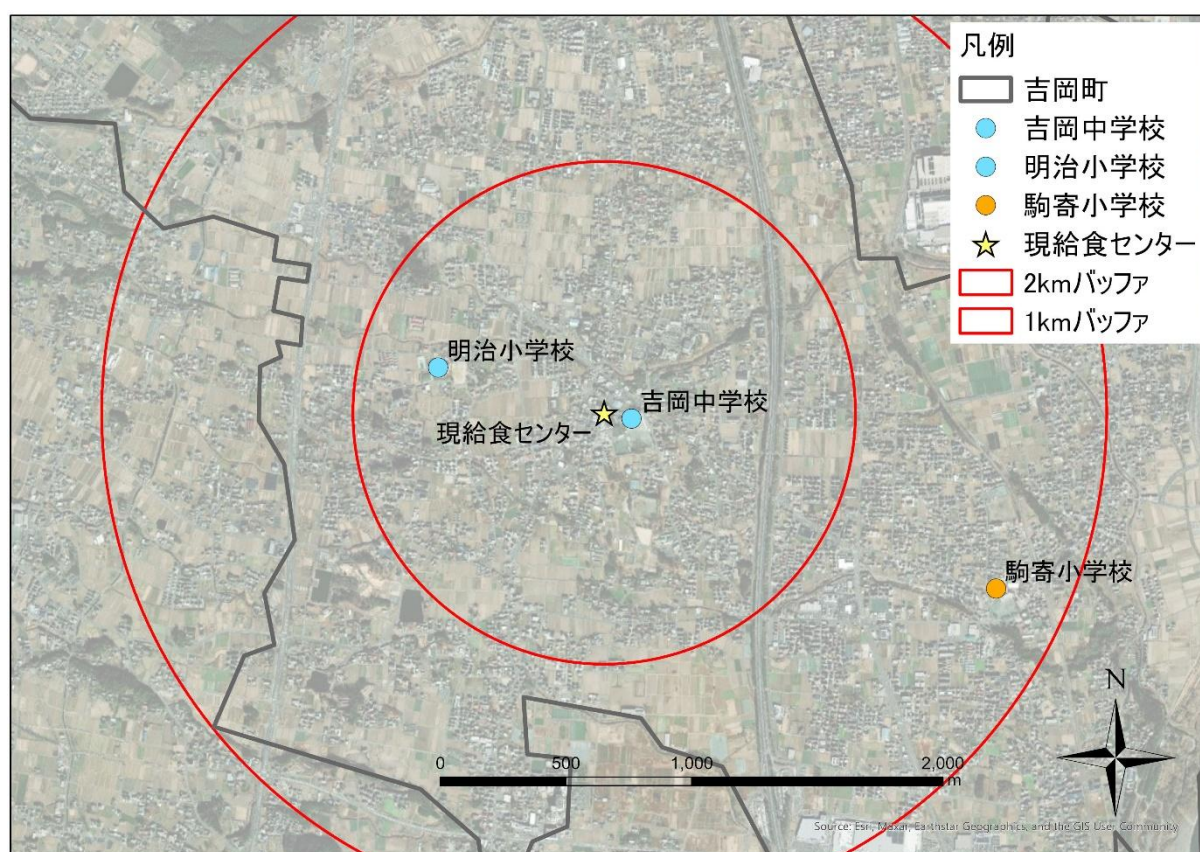 凡例
吉岡町
吉岡中学校
明治小学校
駒寄小学校
現給食センター
2kmバッファ
1kmバッファ
明治小学校
吉岡中学校
現給食センター
駒寄小学校
N
0 500 1,000 2,000
m
Source: Esri, Maxar, Earthstar Geographics, and the GIS User Community